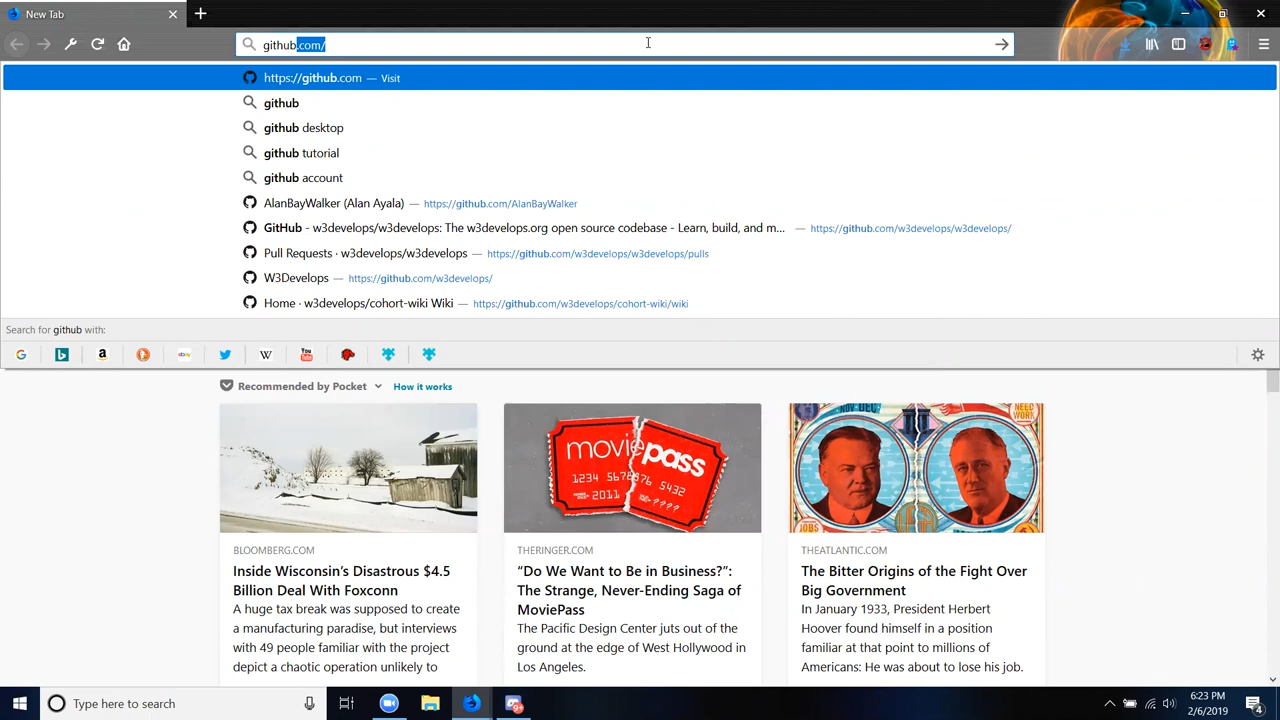 New Tab
github.com/
https://github.com — Visit
github
github desktop
github tutorial
github account
AlanBayWalker (Alan Ayala) — https://github.com/AlanBayWalker
GitHub - w3develops/w3develops: The w3develops.org open source codebase - Learn, build, and m... — https://github.com/w3develops/w3develops/
Pull Requests · w3develops/w3develops — https://github.com/w3develops/w3develops/pulls
W3Develops — https://github.com/w3develops/
Home · w3develops/cohort-wiki Wiki — https://github.com/w3develops/cohort-wiki/wiki
Search for github with:
Recommended by Pocket
How it works
NOV-DEC
NEED WORK
JOBS
moviepass
1234 5678876 5432
2011
????
BLOOMBERG.COM
Inside Wisconsin's Disastrous $4.5
Billion Deal With Foxconn
A huge tax break was supposed to create
a manufacturing paradise, but interviews
with 49 people familiar with the project
depict a chaotic operation unlikely to
THERINGER.COM
“Do We Want to Be in Business?”:
The Strange, Never-Ending Saga of
MoviePass
The Pacific Design Center juts out of the
ground at the edge of West Hollywood in
Los Angeles.
THEATLANTIC.COM
The Bitter Origins of the Fight Over
Big Government
In January 1933, President Herbert
Hoover found himself in a position
familiar at that point to millions of
Americans: He was about to lose his job.
Type here to search
6:23 PM
2/6/2019
4